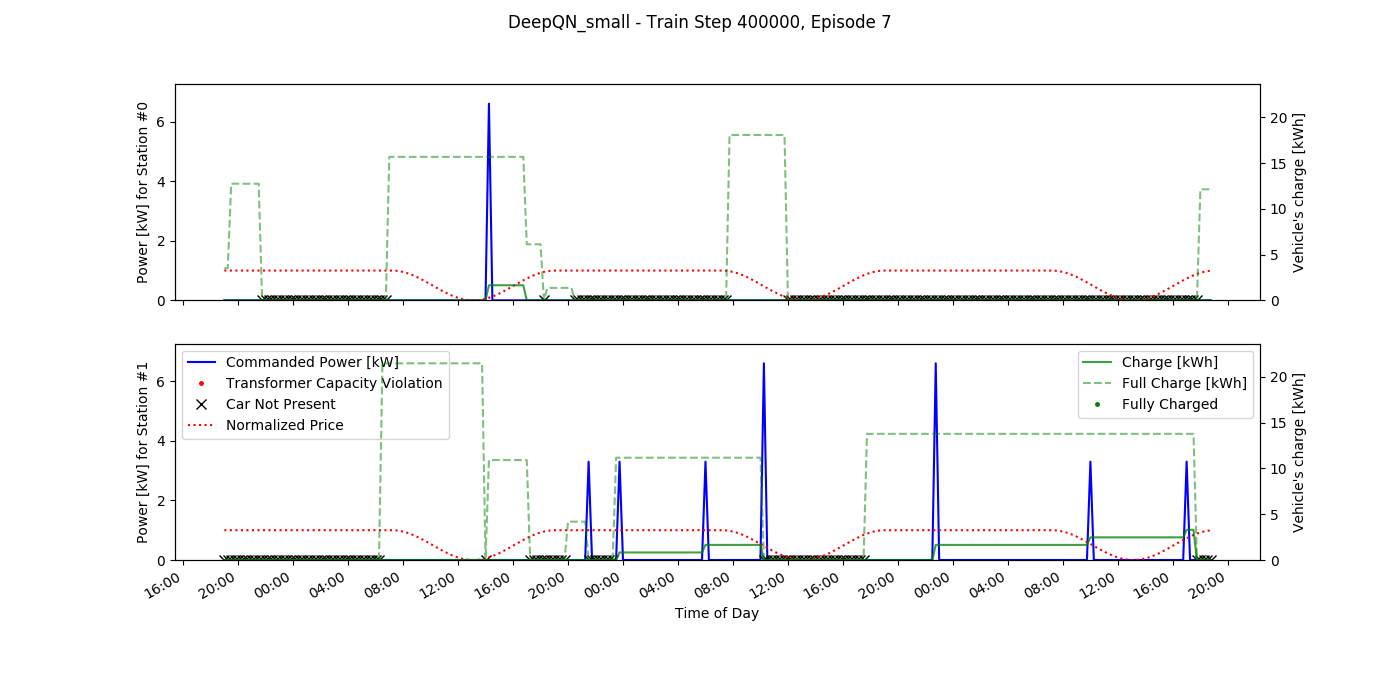 DeepQN_small - Train Step 400000, Episode 7
Power [kW] for Station #0
6
4
2
0
20
15
10
5
0
Vehicle's charge [kWh]
Power [kW] for Station #1
6
4
2
0
Commanded Power [kW]
Transformer Capacity Violation
Car Not Present
Normalized Price
Charge [kWh]
Full Charge [kWh]
Fully Charged
20
15
10
5
0
Vehicle's charge [kWh]
16:00 20:00 00:00 04:00 08:00 12:00 16:00 20:00 00:00 04:00 08:00 12:00 16:00 20:00 00:00 04:00 08:00 12:00 16:00 20:00
Time of Day